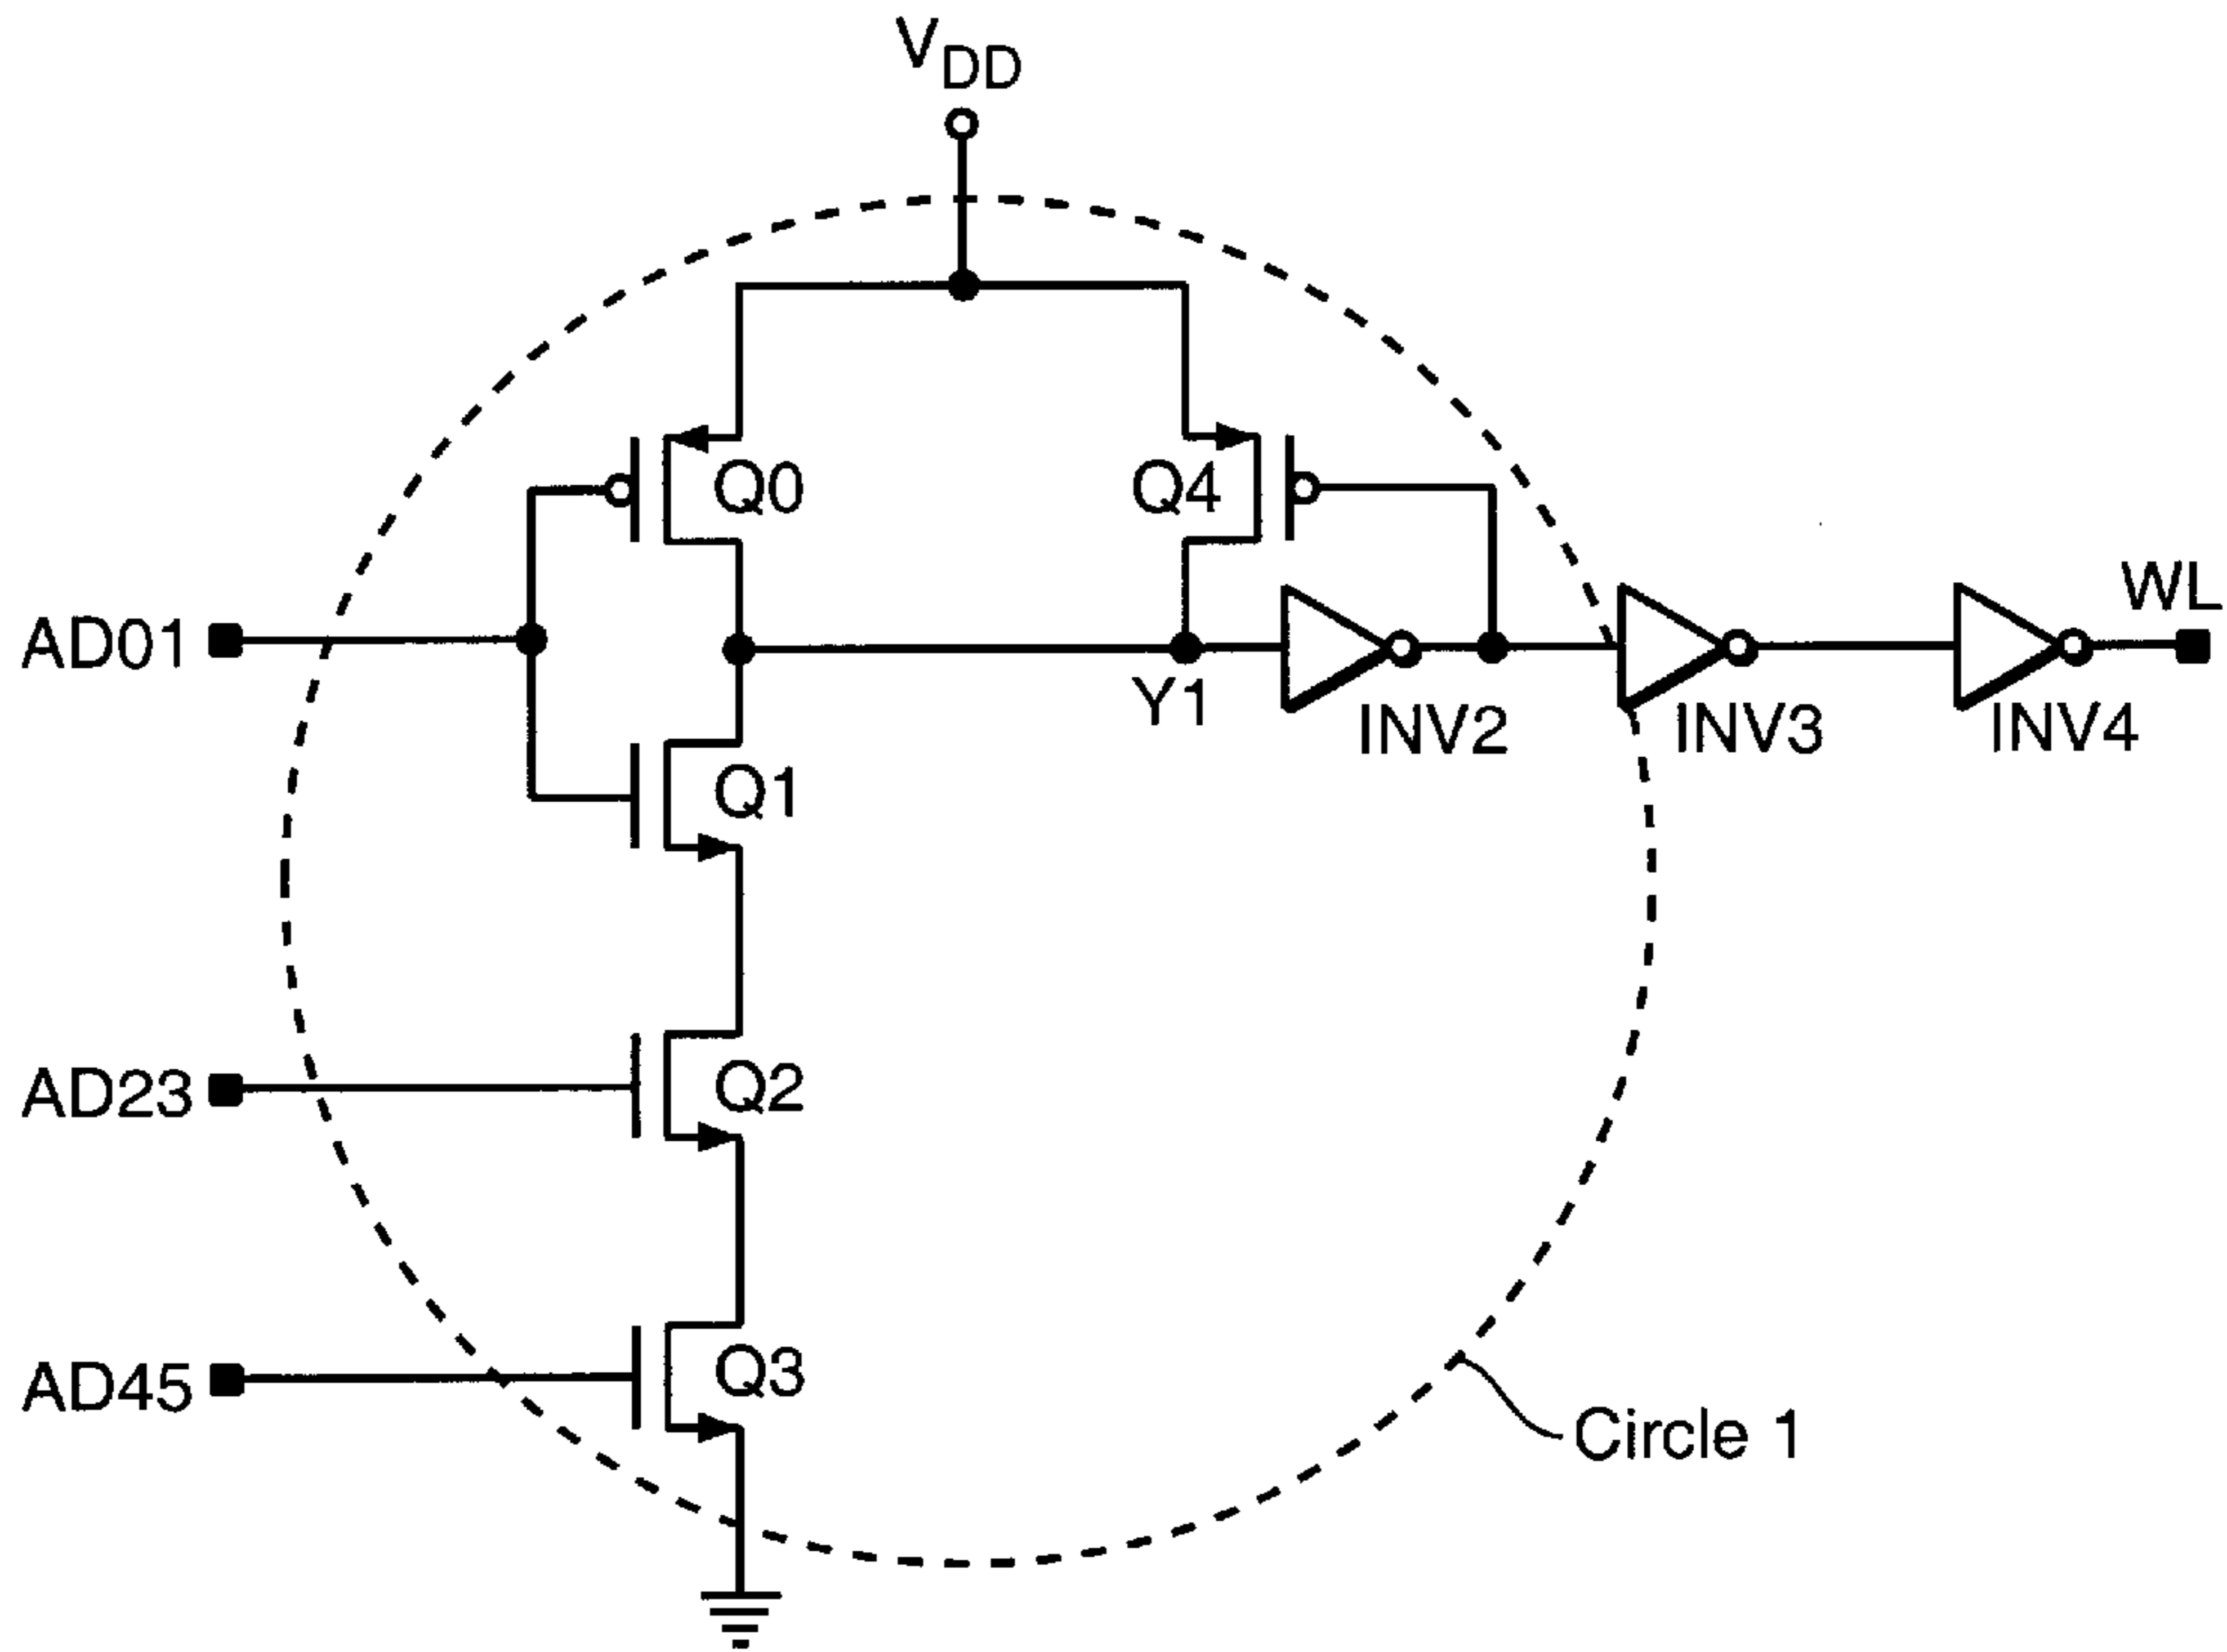 VDD
Q0
Q4
AD01
WL
Y1
INV2
INV3
INV4
Q1
AD23
Q2
AD45
Q3
Circle 1